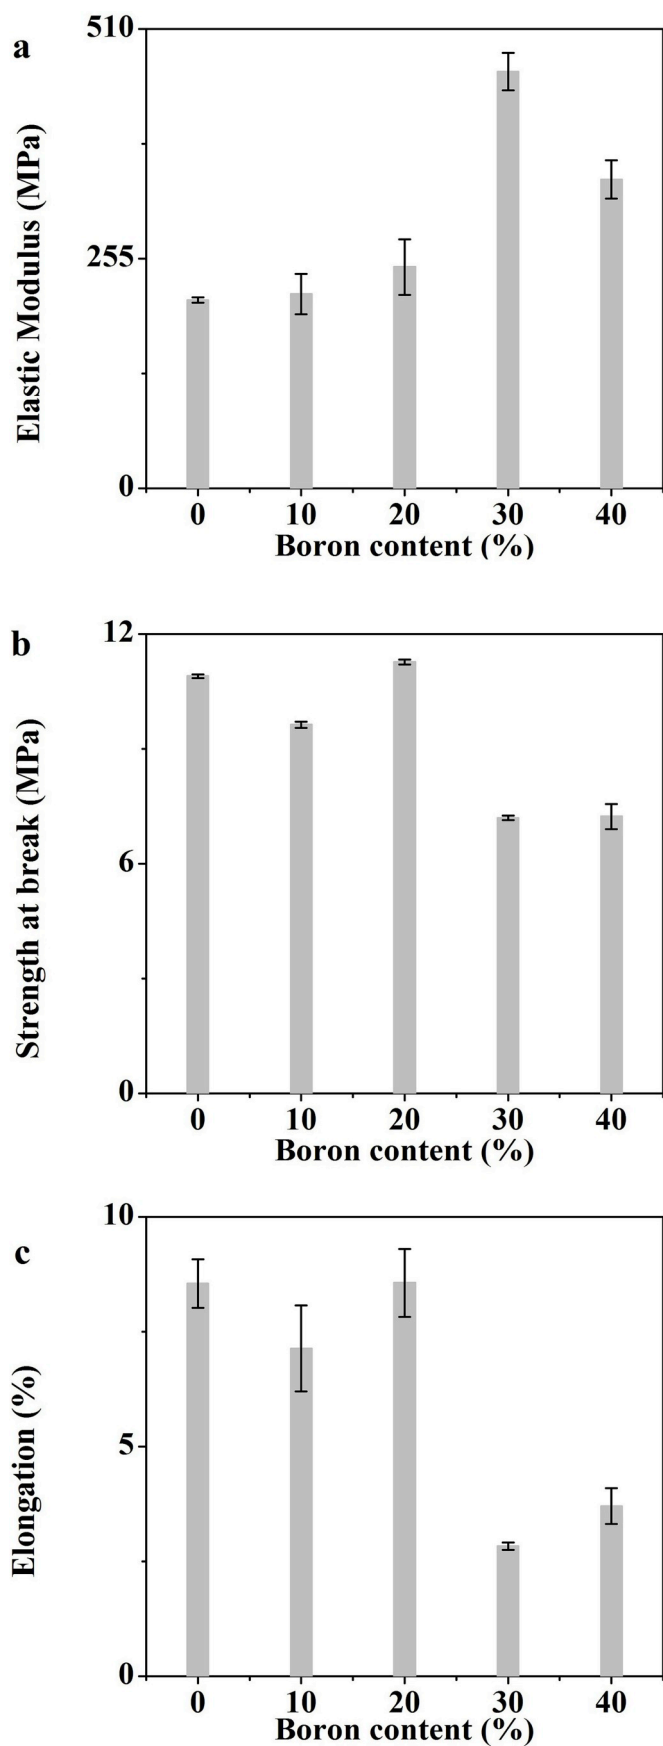 a
510
255
0
Elastic Modulus (MPa)
0 10 20 30 40
Boron content (%)
b
12
6
0
Strength at break (MPa)
0 10 20 30 40
Boron content (%)
c
10
5
0
Elongation (%)
0 10 20 30 40
Boron content (%)